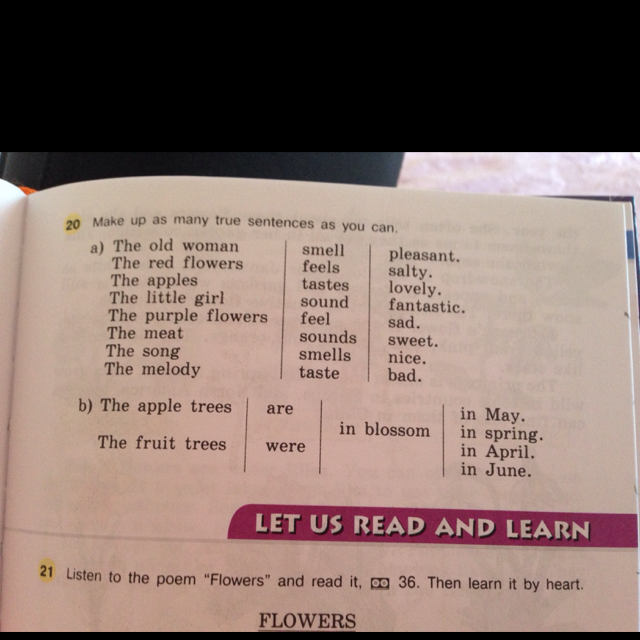 20 Make up as many true sentences as you can.
a) The old woman | smell | pleasant.
The red flowers | feels | salty.
The apples | tastes | lovely.
The little girl | sound | fantastic.
The purple flowers | feel | sad.
The meat | sounds | sweet.
The song | smells | nice.
The melody | taste | bad.
b) The apple trees | are | in blossom | in May.
The fruit trees | were | in spring.
in April.
in June.
LET US READ AND LEARN
21 Listen to the poem “Flowers” and read it, 36. Then learn it by heart.
FLOWERS